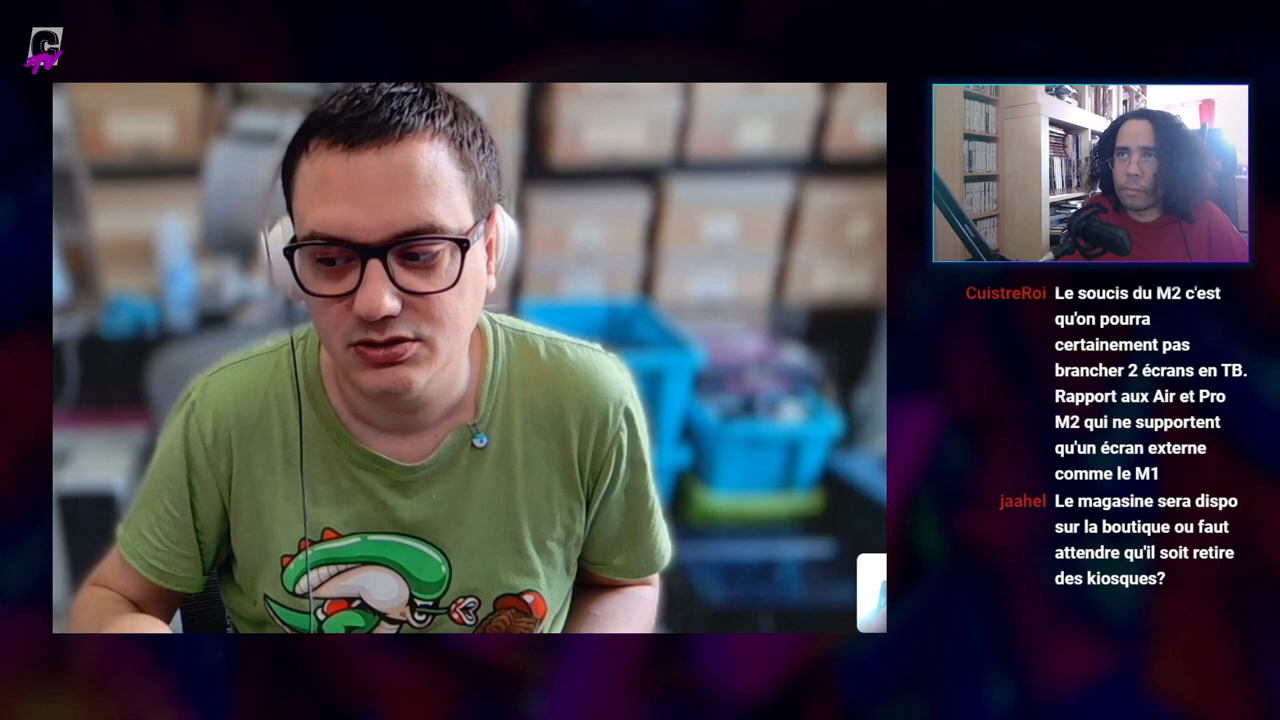 C
TV
CuistreRoi Le soucis du M2 c'est
qu'on pourra
certainement pas
brancher 2 écrans en TB.
Rapport aux Air et Pro
M2 qui ne supportent
qu'un écran externe
comme le M1
jaahel Le magasine sera dispo
sur la boutique ou faut
attendre qu'il soit retire
des kiosques?